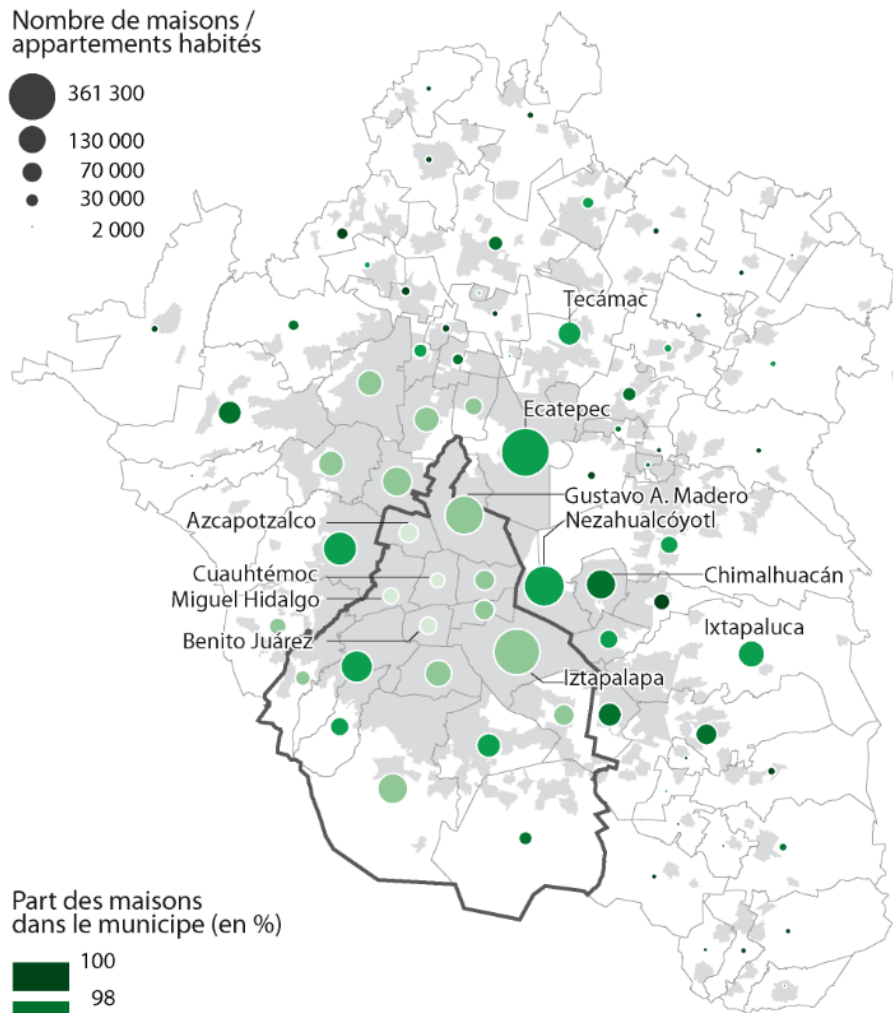 Nombre de maisons /
appartements habités
361 300
130 000
70 000
30 000
2 000
Tecámac
Ecatepec
Gustavo A. Madero
Azcapotzalco
Nezahualcóyotl
Cuauhtémoc
Chimalhuacán
Miguel Hidalgo
Ixtapaluca
Benito Juárez
Iztapalapa
Part des maisons
dans le municipe (en %)
100
98